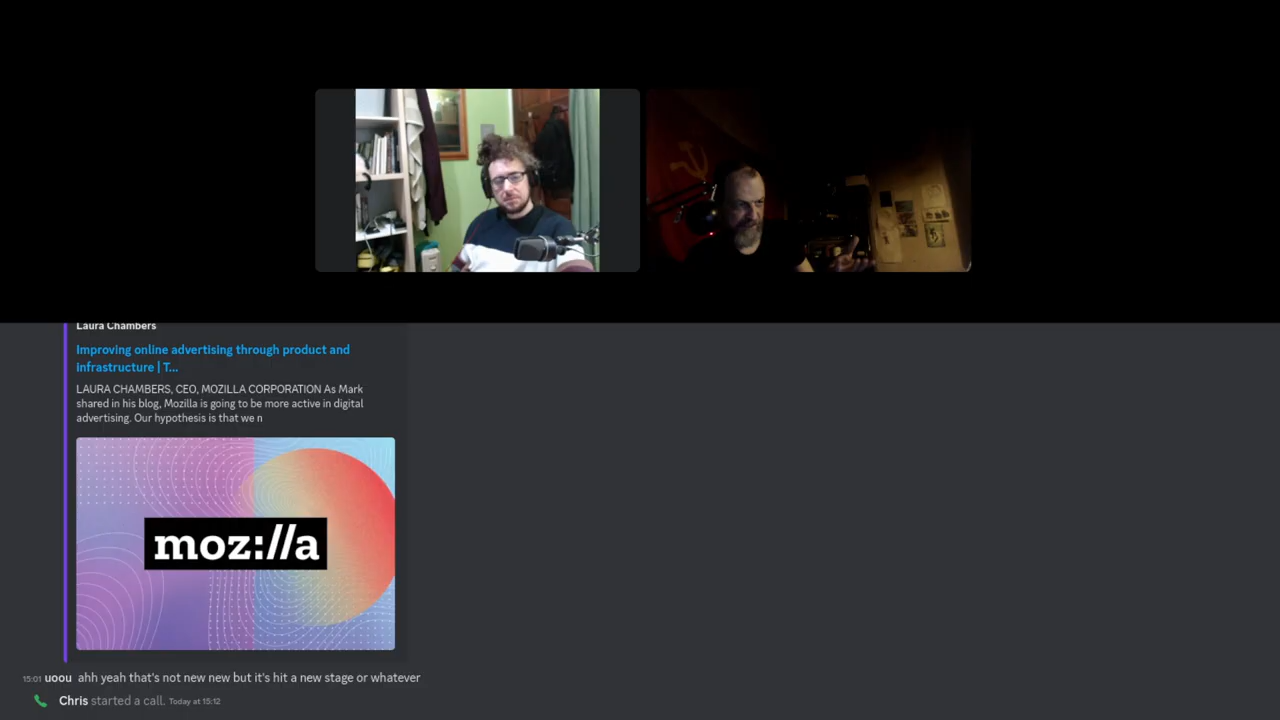 Laura Chambers
Improving online advertising through product and
infrastructure | T...
LAURA CHAMBERS, CEO, MOZILLA CORPORATION As Mark
shared in his blog, Mozilla is going to be more active in digital
advertising. Our hypothesis is that we n
moz://a
15:01 uoou ahh yeah that's not new new but it's hit a new stage or whatever
Chris started a call. Today at 15:12